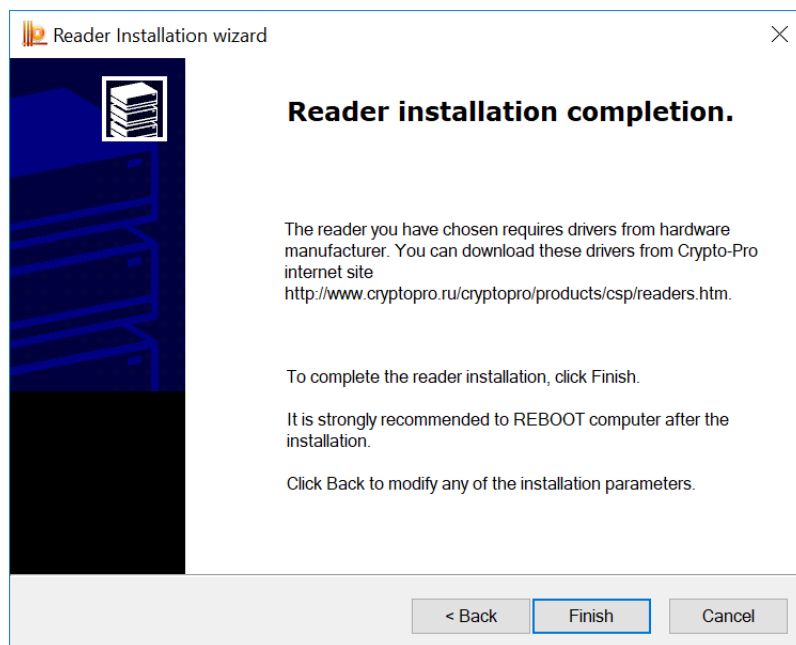 Reader Installation wizard
Reader installation completion.
The reader you have chosen requires drivers from hardware
manufacturer. You can download these drivers from Crypto-Pro
internet site
http://www.cryptopro.ru/cryptopro/products/csp/readers.htm.
To complete the reader installation, click Finish.
It is strongly recommended to REBOOT computer after the
installation.
Click Back to modify any of the installation parameters.
< Back Finish Cancel